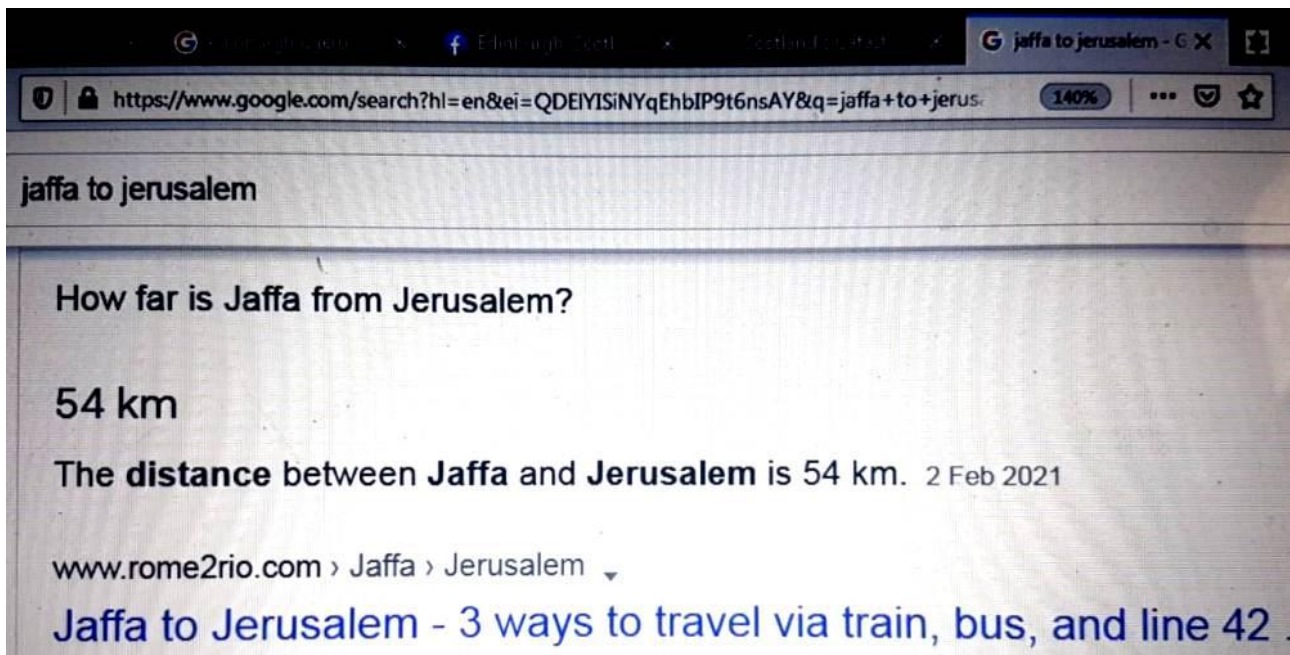 jaffa to jerusalem - G
https://www.google.com/search?hl=en&ei=QDEIYISiNYqEhbIP9t6nsAY&q=jaffa+to+jerus 140%
jaffa to jerusalem
How far is Jaffa from Jerusalem?
54 km
The distance between Jaffa and Jerusalem is 54 km. 2 Feb 2021
www.rome2rio.com › Jaffa › Jerusalem
Jaffa to Jerusalem - 3 ways to travel via train, bus, and line 42